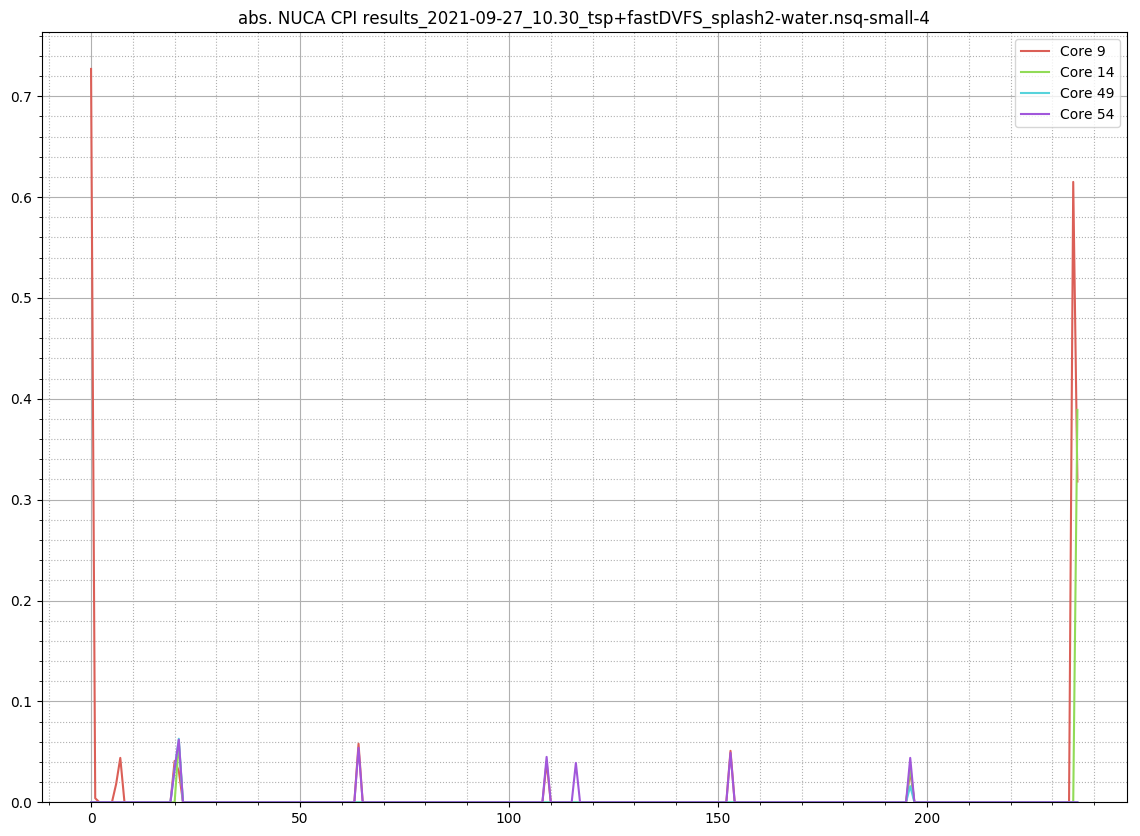 abs. NUCA CPI results_2021-09-27_10.30_tsp+fastDVFS_splash2-water.nsq-small-4
Core 9
Core 14
Core 49
Core 54
0.7
0.6
0.5
0.4
0.3
0.2
0.1
0.0
0 50 100 150 200